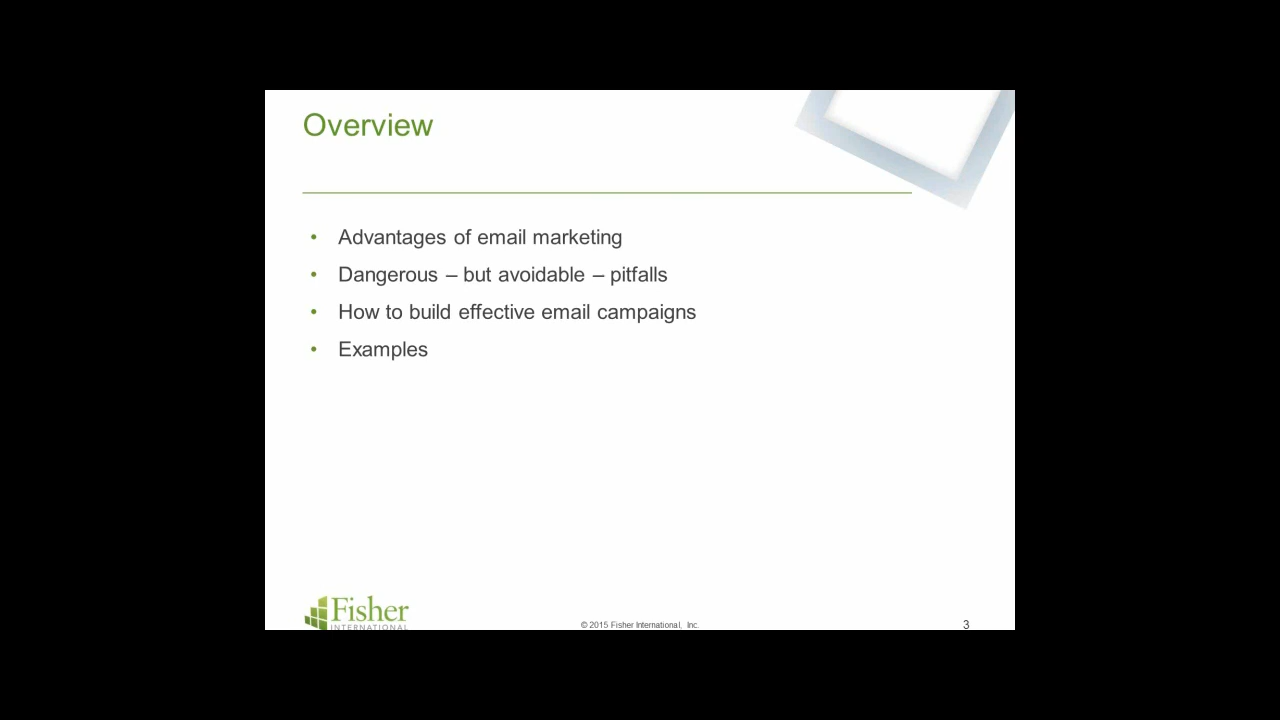 Overview
• Advantages of email marketing
• Dangerous – but avoidable – pitfalls
• How to build effective email campaigns
• Examples
Fisher
INTERNATIONAL
© 2015 Fisher International, Inc.
3